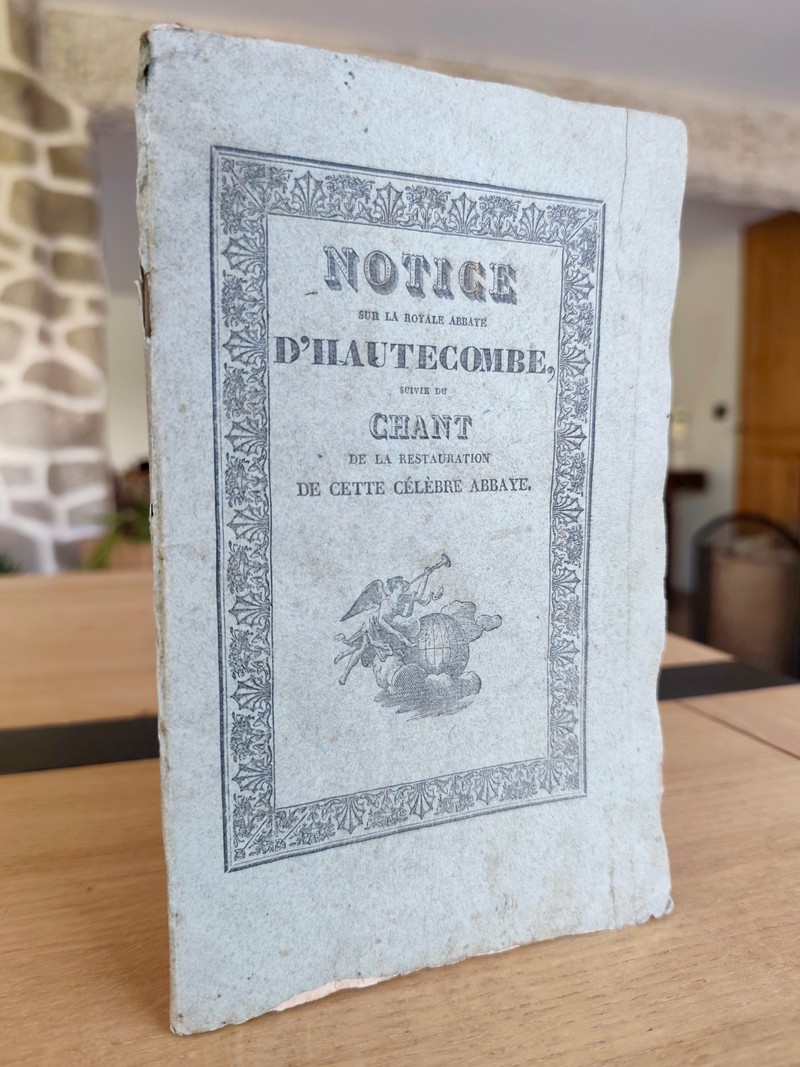 NOTICE
SUR LA ROYALE ABBAYE
D'HAUTECOMBE,
SUIVIE DU
CHANT
DE LA RESTAURATION
DE CETTE CÉLÈBRE ABBAYE.